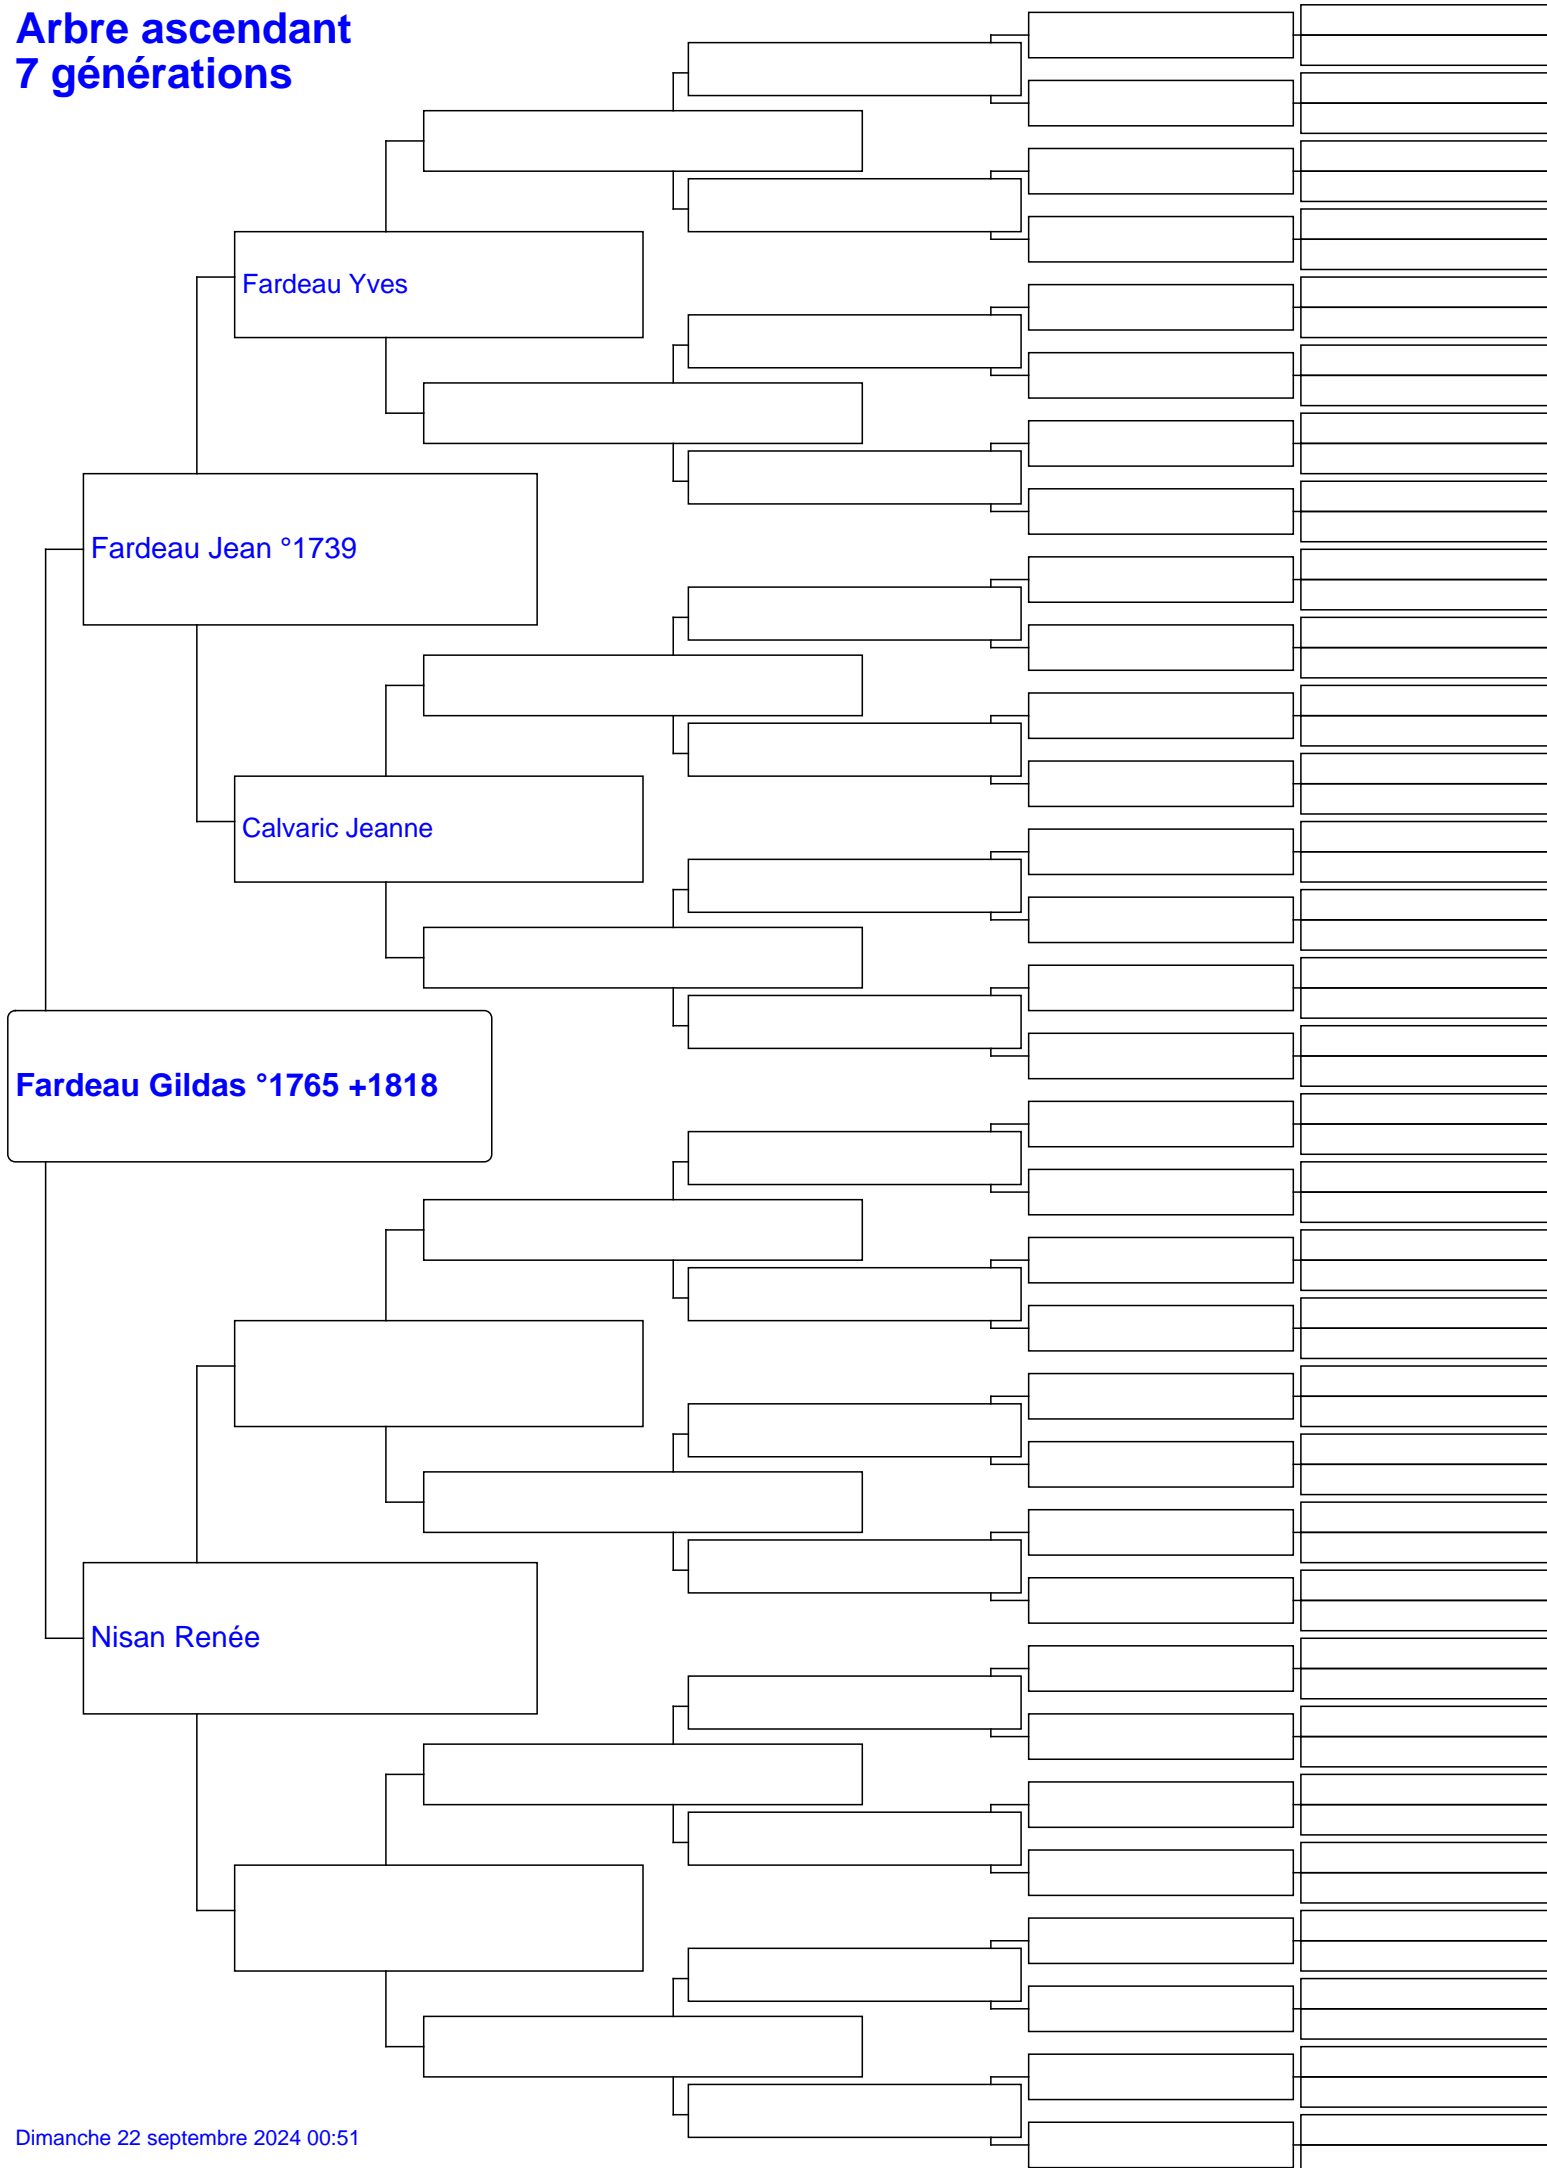 Arbre ascendant
7 générations
Fardeau Yves
Fardeau Jean °1739
Calvaric Jeanne
Fardeau Gildas °1765 +1818
Nisan Renée
Dimanche 22 septembre 2024 00:51